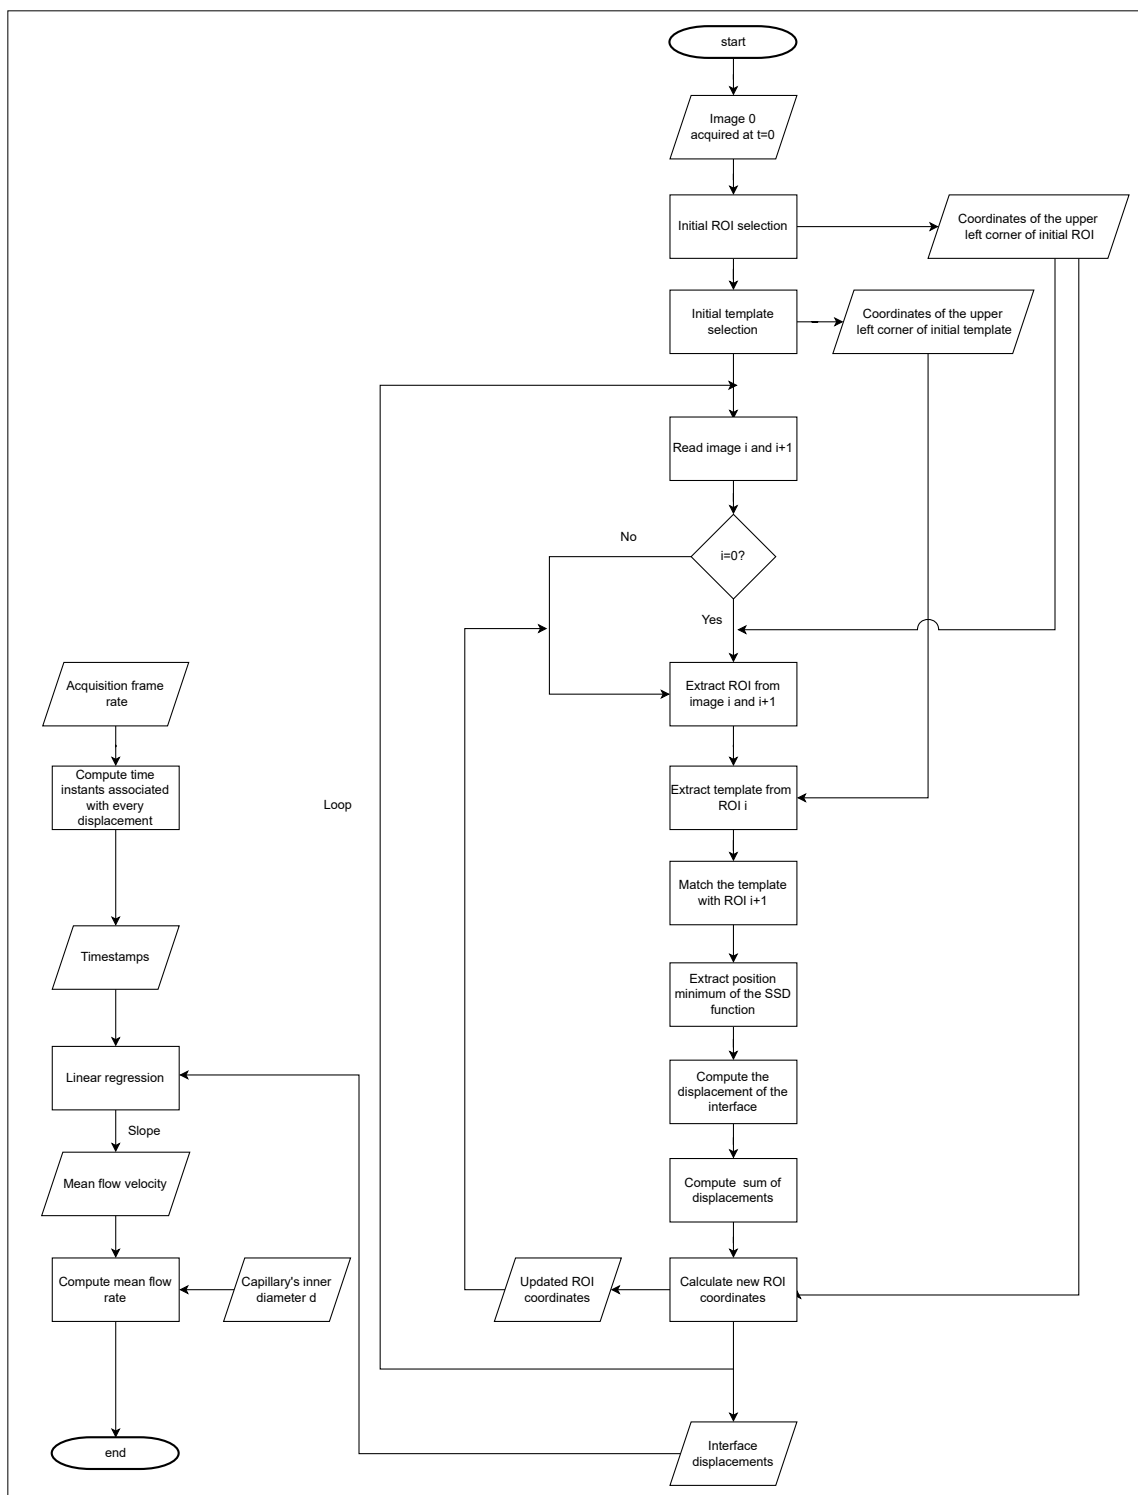 start
Image 0
acquired at t=0
Initial ROI selection
Coordinates of the upper
left corner of initial ROI
Initial template
selection
Coordinates of the upper
left corner of initial template
Read image i and i+1
i=0?
No
Yes
Extract ROI from
image i and i+1
Extract template from
ROI i
Match the template
with ROI i+1
Extract position
minimum of the SSD
function
Compute the
displacement of the
interface
Compute  sum of
displacements
Calculate new ROI
coordinates
Updated ROI
coordinates
Loop
Interface
displacements
Acquisition frame
rate
Compute time
instants associated
with every
displacement
Timestamps
Linear regression
Slope
Mean flow velocity
Compute mean flow
rate
Capillary's inner
diameter d
end